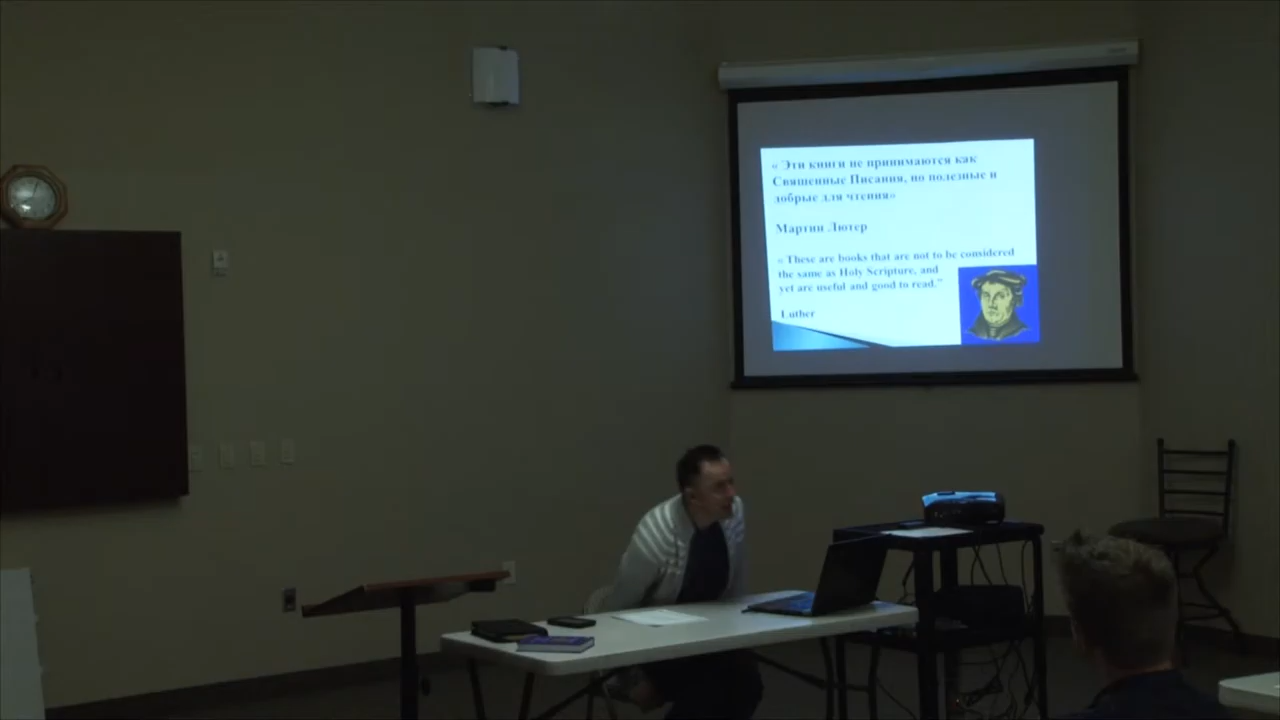 « Эти книги не принимаются как
Священные Писания, но полезные и
добрые для чтения»
Мартин Лютер
« These are books that are not to be considered
the same as Holy Scripture, and
yet are useful and good to read."
Luther